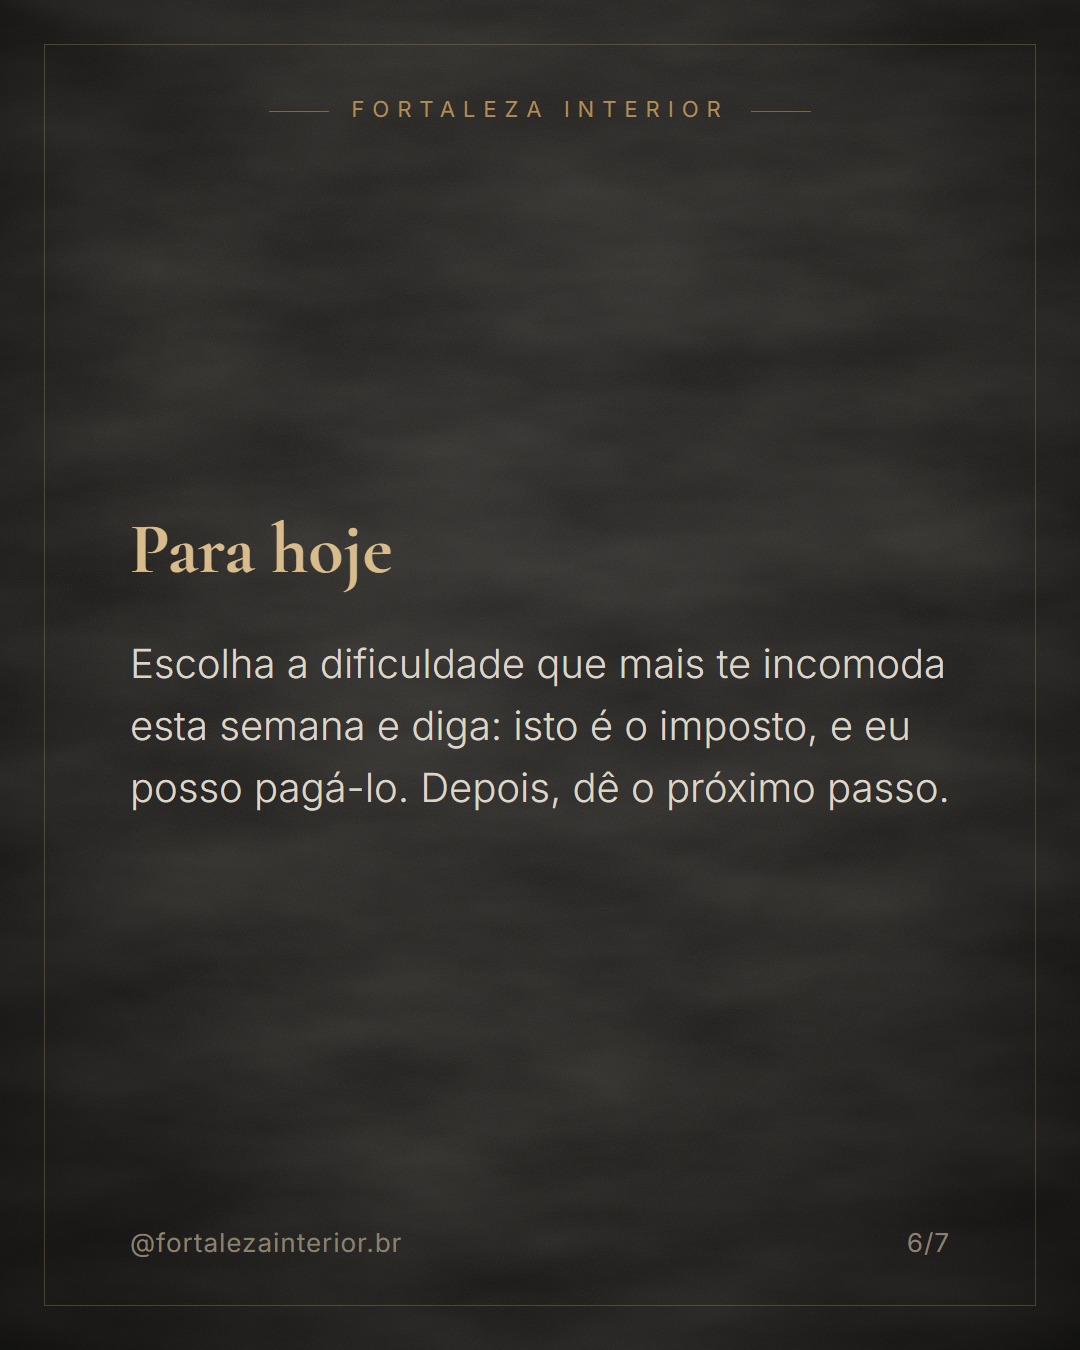 FORTALEZA INTERIOR
Para hoje
Escolha a dificuldade que mais te incomoda
esta semana e diga: isto é o imposto, e eu
posso pagá-lo. Depois, dê o próximo passo.
@fortalezainterior.br
6/7